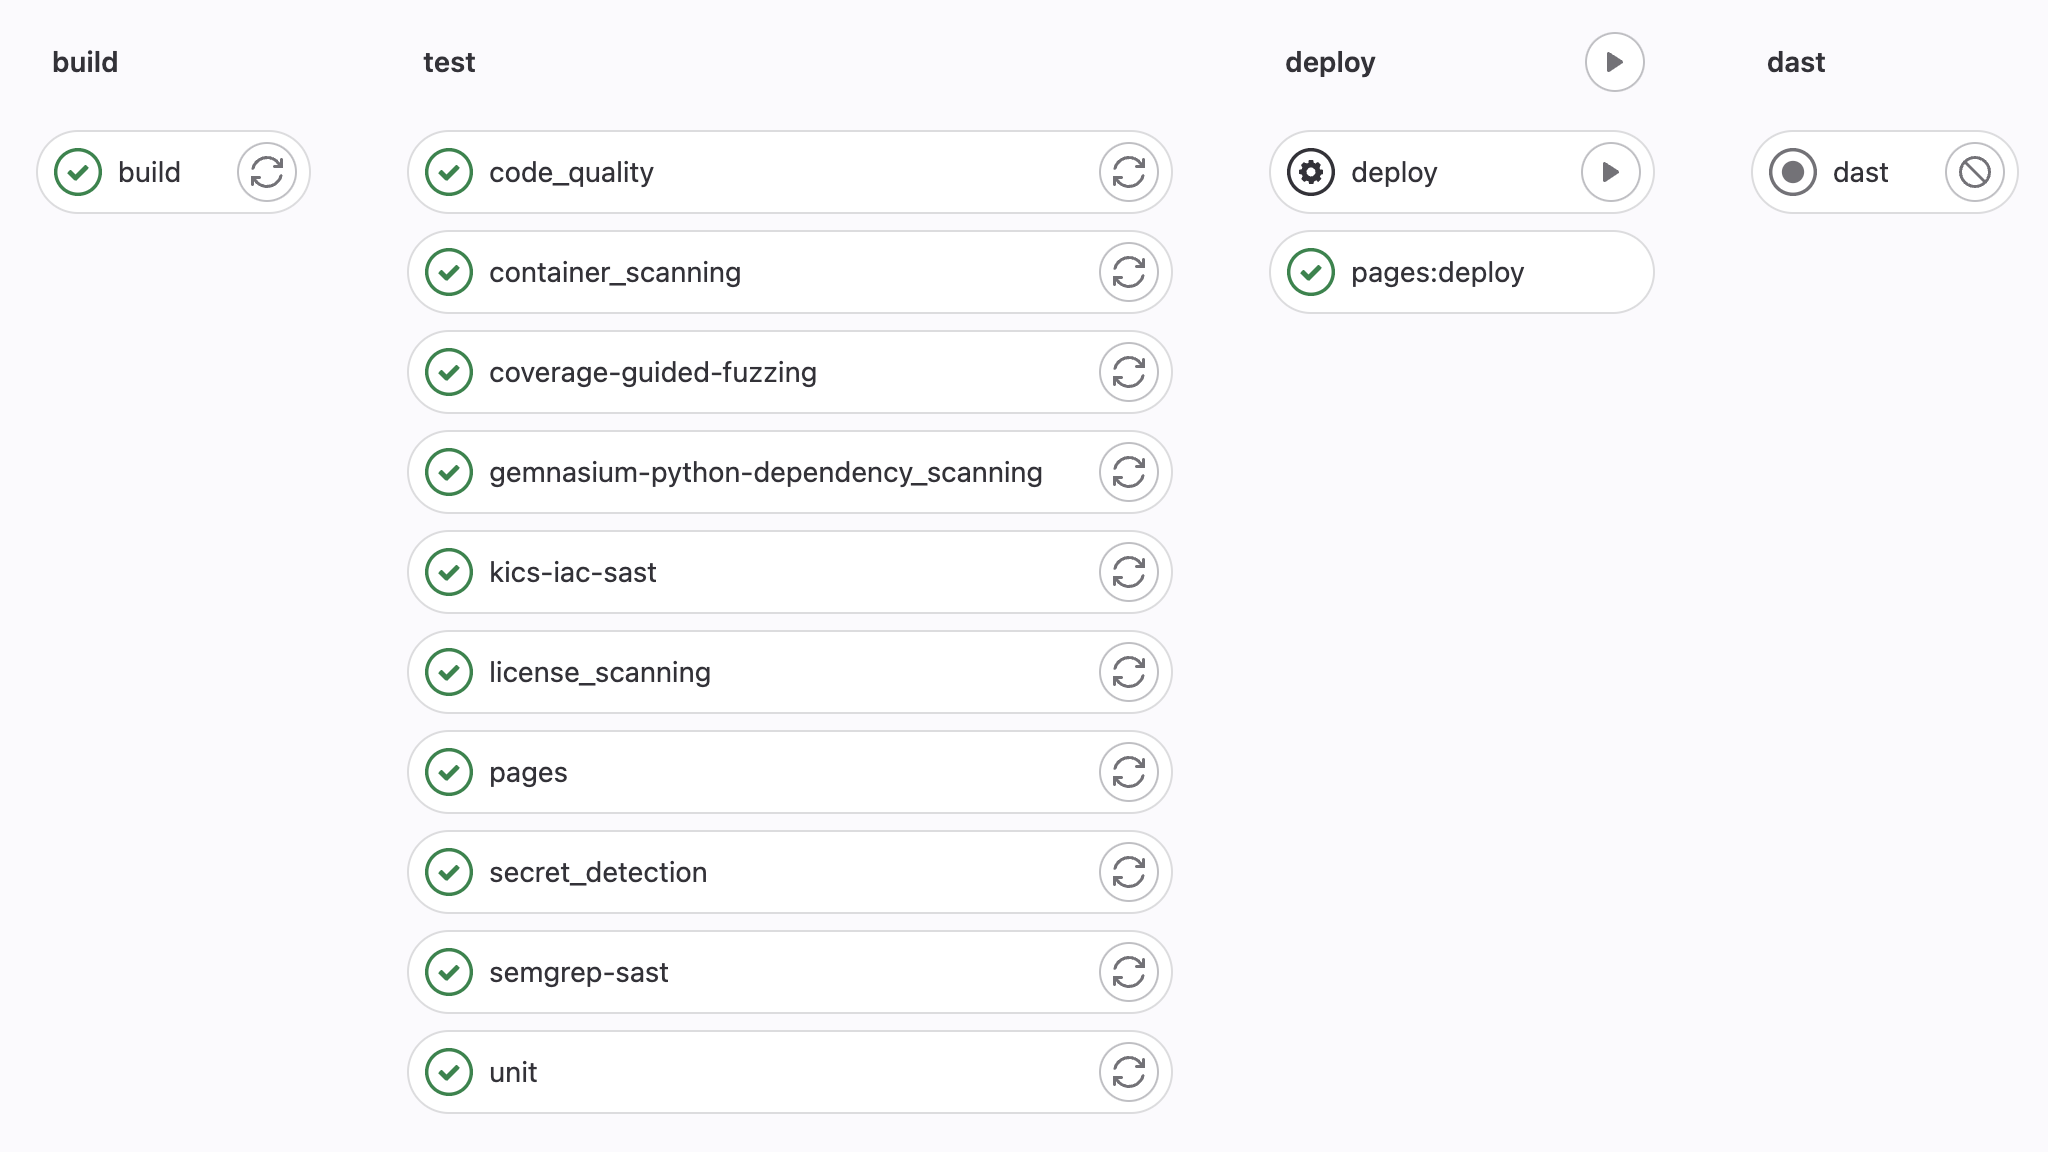 build
build
test
code_quality
container_scanning
coverage-guided-fuzzing
gemnasium-python-dependency_scanning
kics-iac-sast
license_scanning
pages
secret_detection
semgrep-sast
unit
deploy
deploy
pages:deploy
dast
dast